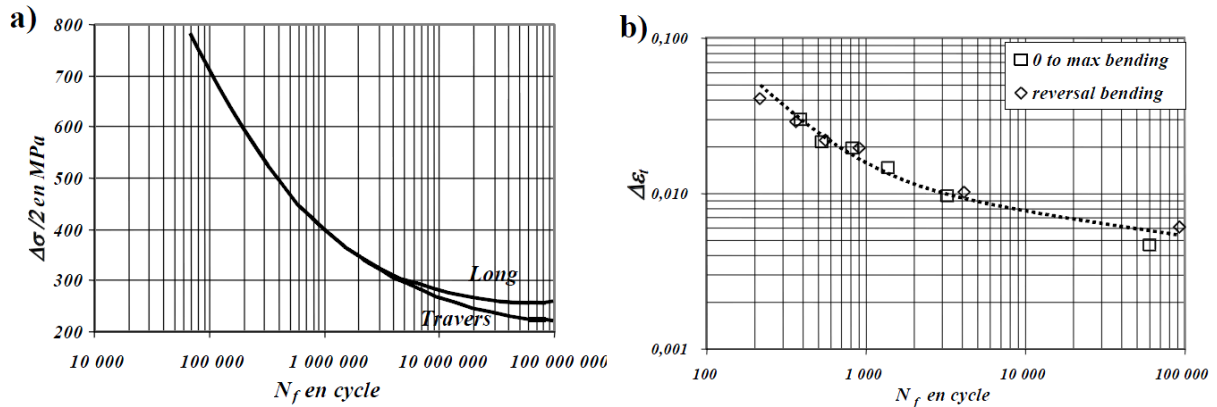 a)
800
700
600
500
400
300
200
Δσ/2 en MPa
Long
Travers
10 000
100 000
1 000 000
10 000 000
100 000 000
N_f en cycle
b)
0,100
0,010
0,001
Δε_t
0 to max bending
reversal bending
100
1 000
10 000
100 000
N_f en cycle